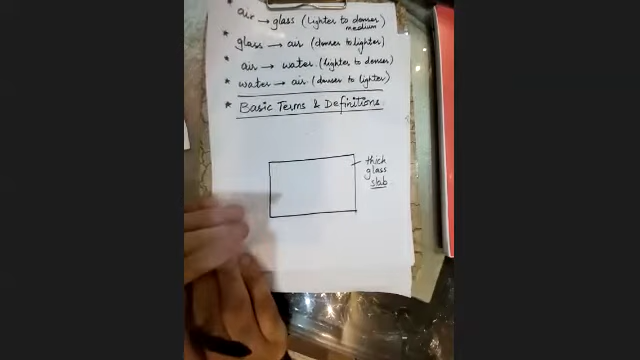 * air → glass (lighter to denser medium)
* glass → air (denser to lighter)
* air → water (lighter to denser)
* water → air (denser to lighter)
* Basic Terms & Definitions
thick
glass
slab